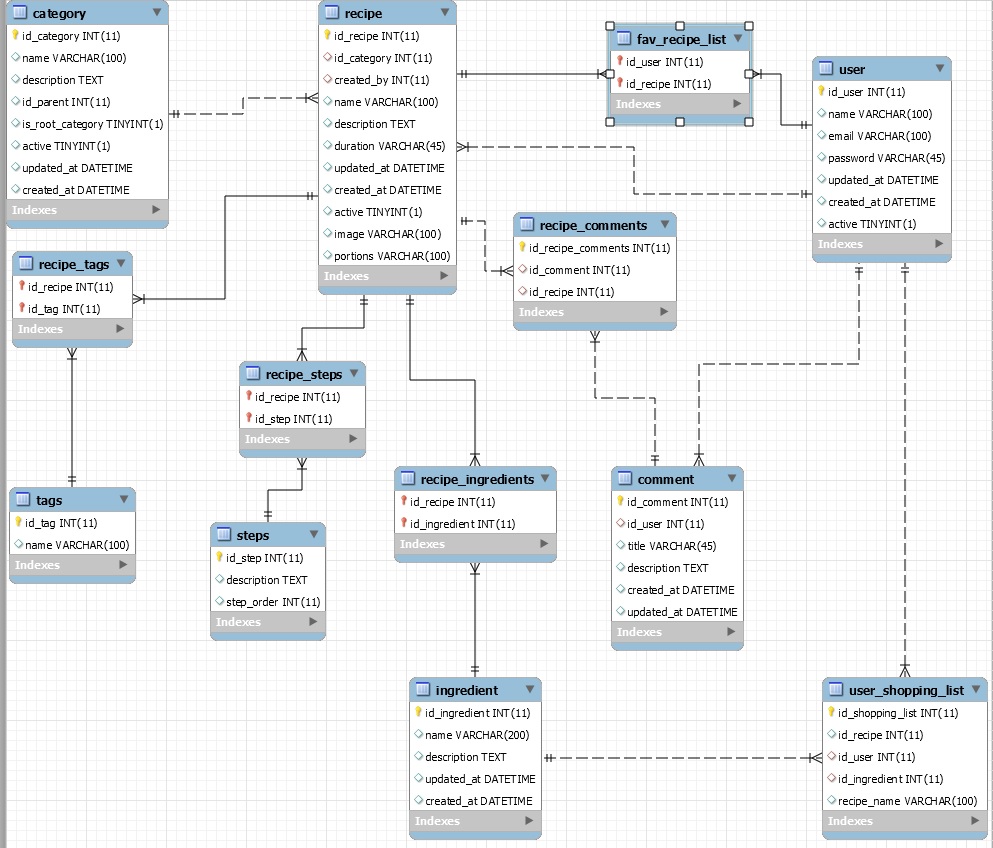 category
id_category INT(11)
name VARCHAR(100)
description TEXT
id_parent INT(11)
is_root_category TINYINT(1)
active TINYINT(1)
updated_at DATETIME
created_at DATETIME
Indexes
recipe
id_recipe INT(11)
id_category INT(11)
created_by INT(11)
name VARCHAR(100)
description TEXT
duration VARCHAR(45)
updated_at DATETIME
created_at DATETIME
active TINYINT(1)
image VARCHAR(100)
portions VARCHAR(100)
Indexes
fav_recipe_list
id_user INT(11)
id_recipe INT(11)
Indexes
user
id_user INT(11)
name VARCHAR(100)
email VARCHAR(100)
password VARCHAR(45)
updated_at DATETIME
created_at DATETIME
active TINYINT(1)
Indexes
recipe_comments
id_recipe_comments INT(11)
id_comment INT(11)
id_recipe INT(11)
Indexes
recipe_tags
id_recipe INT(11)
id_tag INT(11)
Indexes
recipe_steps
id_recipe INT(11)
id_step INT(11)
Indexes
tags
id_tag INT(11)
name VARCHAR(100)
Indexes
steps
id_step INT(11)
description TEXT
step_order INT(11)
Indexes
recipe_ingredients
id_recipe INT(11)
id_ingredient INT(11)
Indexes
comment
id_comment INT(11)
id_user INT(11)
title VARCHAR(45)
description TEXT
created_at DATETIME
updated_at DATETIME
Indexes
ingredient
id_ingredient INT(11)
name VARCHAR(200)
description TEXT
updated_at DATETIME
created_at DATETIME
Indexes
user_shopping_list
id_shopping_list INT(11)
id_recipe INT(11)
id_user INT(11)
id_ingredient INT(11)
recipe_name VARCHAR(100)
Indexes